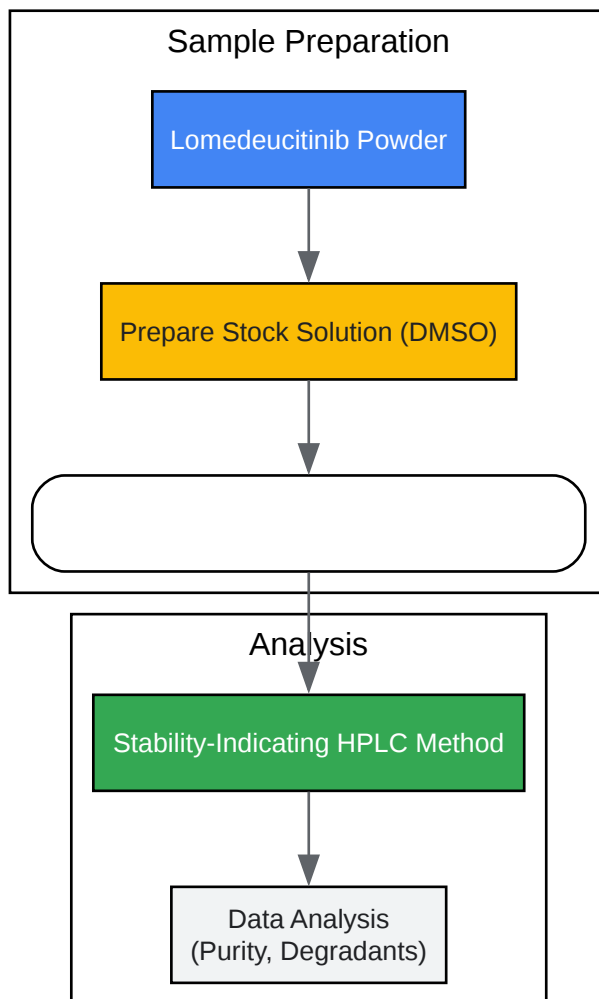 Sample Preparation
Lomedeucitinib Powder
Prepare Stock Solution (DMSO)
Analysis
Stability-Indicating HPLC Method
Data Analysis
(Purity, Degradants)